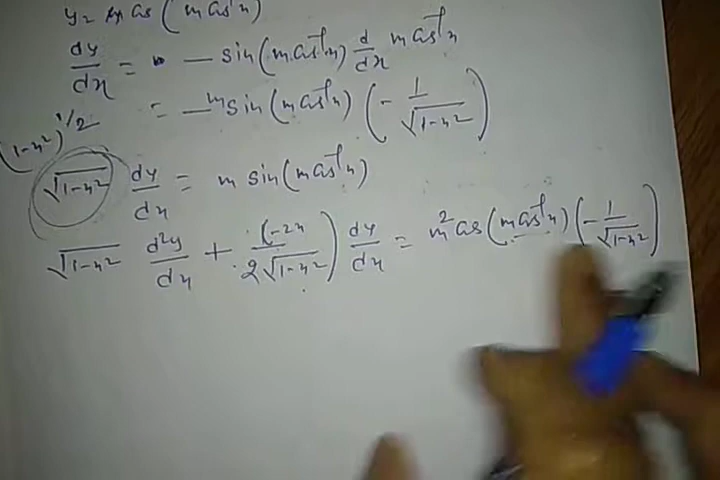 y = cos(m cos⁻¹x)
dy/dx = - sin(m cos⁻¹x) d/dx m cos⁻¹x
= - m sin(m cos⁻¹x) (- 1/√(1-x²))
(1-x²)^1/2
√(1-x²) dy/dx = m sin(m cos⁻¹x)
√(1-x²) d²y/dx + (-2x/2√(1-x²)) dy/dx = m² cos(m cos⁻¹x) (- 1/√(1-x²))